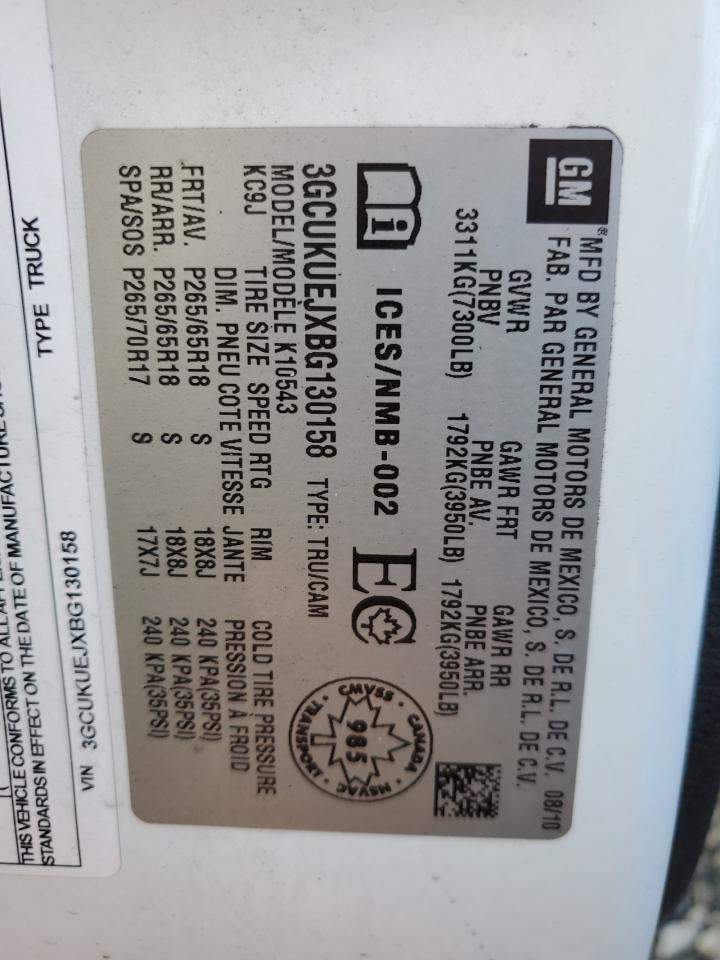 GM
®
MFD BY GENERAL MOTORS DE MEXICO, S. DE R.L. DE C.V. 08/10
FAB. PAR GENERAL MOTORS DE MEXICO, S. DE R.L. DE C.V.
GVWR GAWR FRT GAWR RR
PNBV PNBE AV. PNBE ARR.
3311KG(7300LB) 1792KG(3950LB) 1792KG(3950LB)
i ICES/NMB-002 EC
CANADA · NSVAC · TRANSPORT · CMVSS
985
3GCUKUEJXBG130158 TYPE: TRU/CAM
MODEL/MODÈLE K10543
KC9J TIRE SIZE SPEED RTG RIM COLD TIRE PRESSURE
DIM. PNEU COTE VITESSE JANTE PRESSION À FROID
FRT/AV. P265/65R18 S 18X8J 240 KPA(35PSI)
RR/ARR. P265/65R18 S 18X8J 240 KPA(35PSI)
SPA/SOS P265/70R17 S 17X7J 240 KPA(35PSI)
THIS VEHICLE CONFORMS TO ALL
STANDARDS IN EFFECT ON THE DATE OF MANUFACTURE
VIN 3GCUKUEJXBG130158 TYPE TRUCK